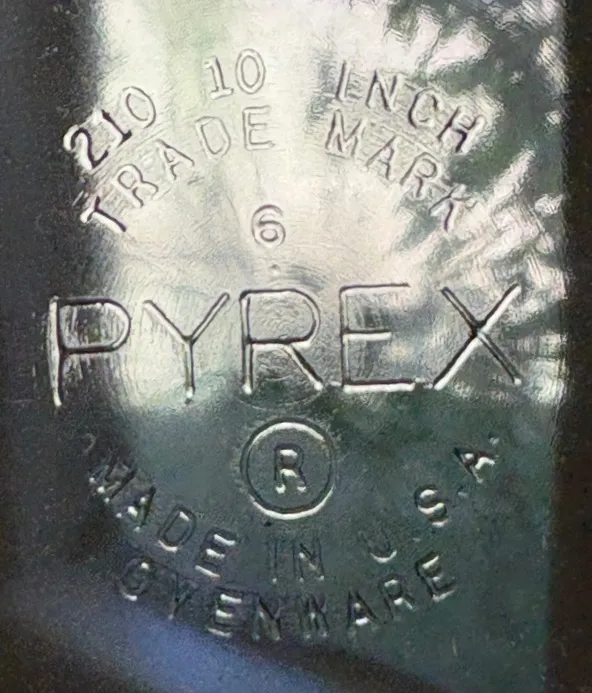 210 10 INCH
TRADE MARK
6
PYREX
®
MADE IN U.S.A.
OVENWARE